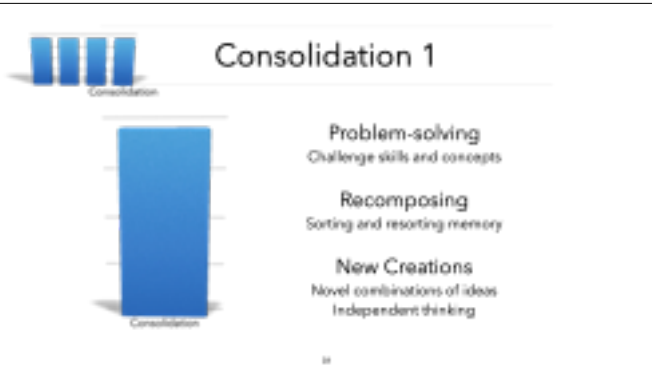 Consolidation 1
Consolidation
Problem-solving
Challenge skills and concepts
Recomposing
Sorting and resorting memory
New Creations
Novel combinations of ideas
Independent thinking
Consolidation